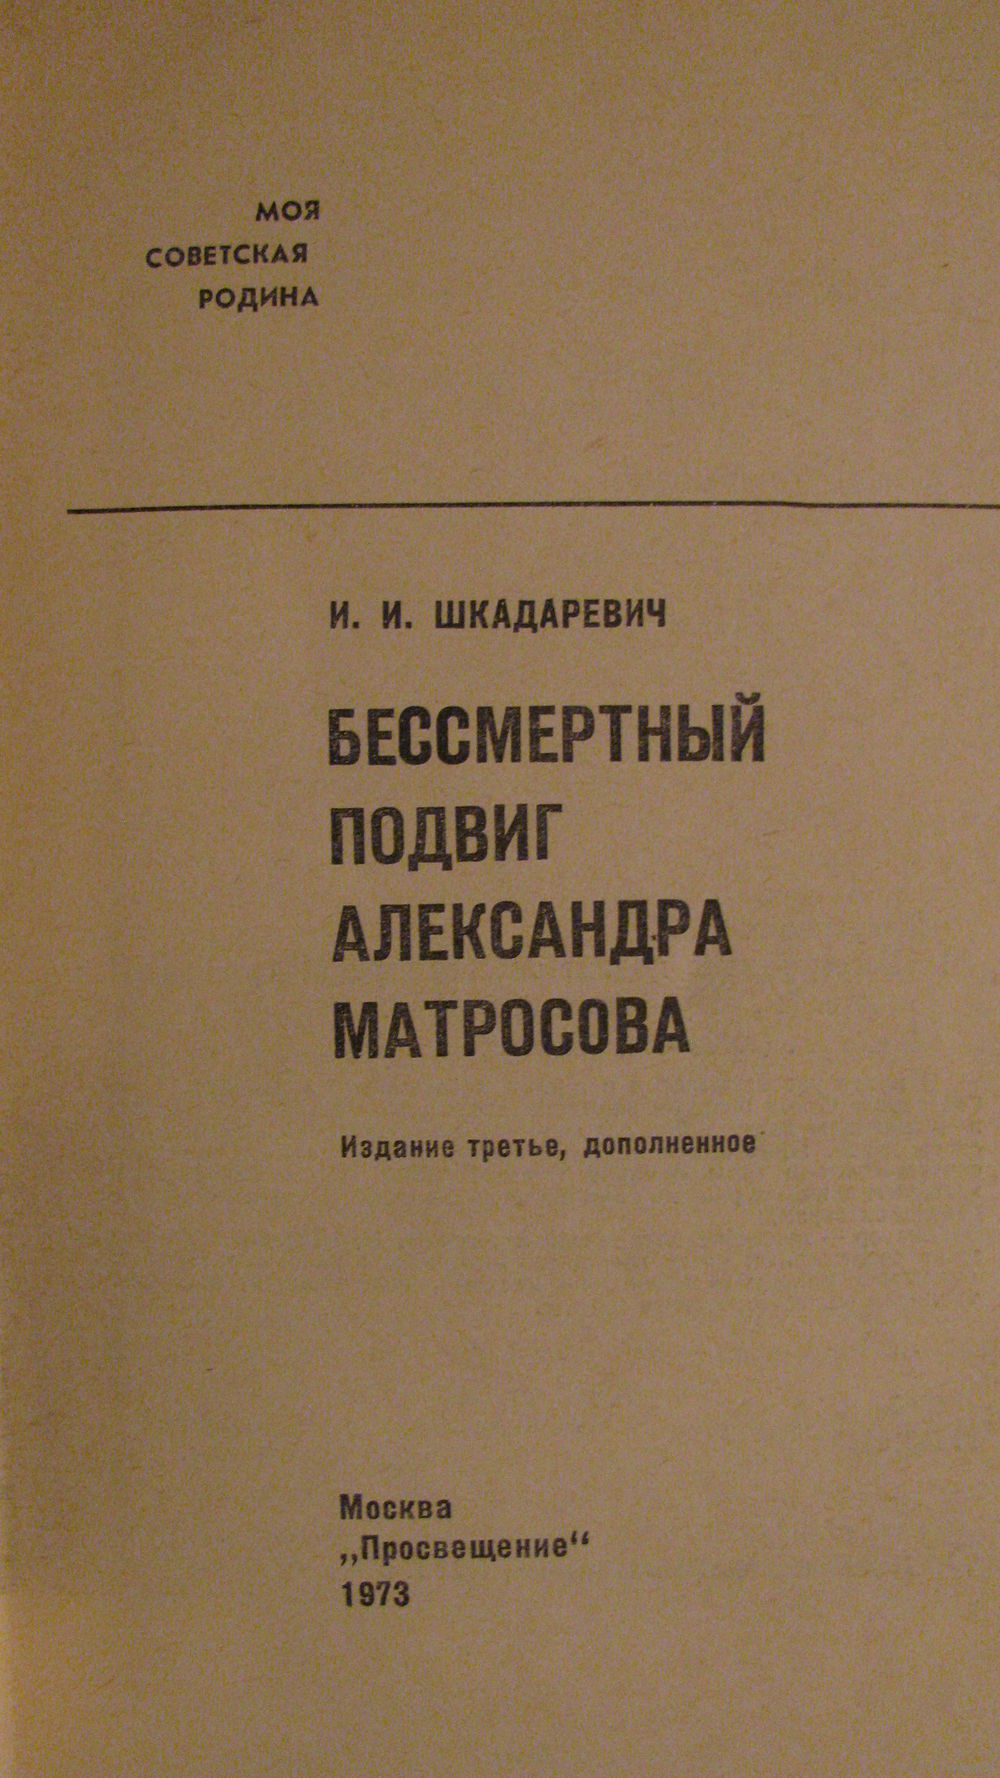 МОЯ
СОВЕТСКАЯ
РОДИНА
И. И. ШКАДАРЕВИЧ
БЕССМЕРТНЫЙ
ПОДВИГ
АЛЕКСАНДРА
МАТРОСОВА
Издание третье, дополненное
Москва
„Просвещение“
1973